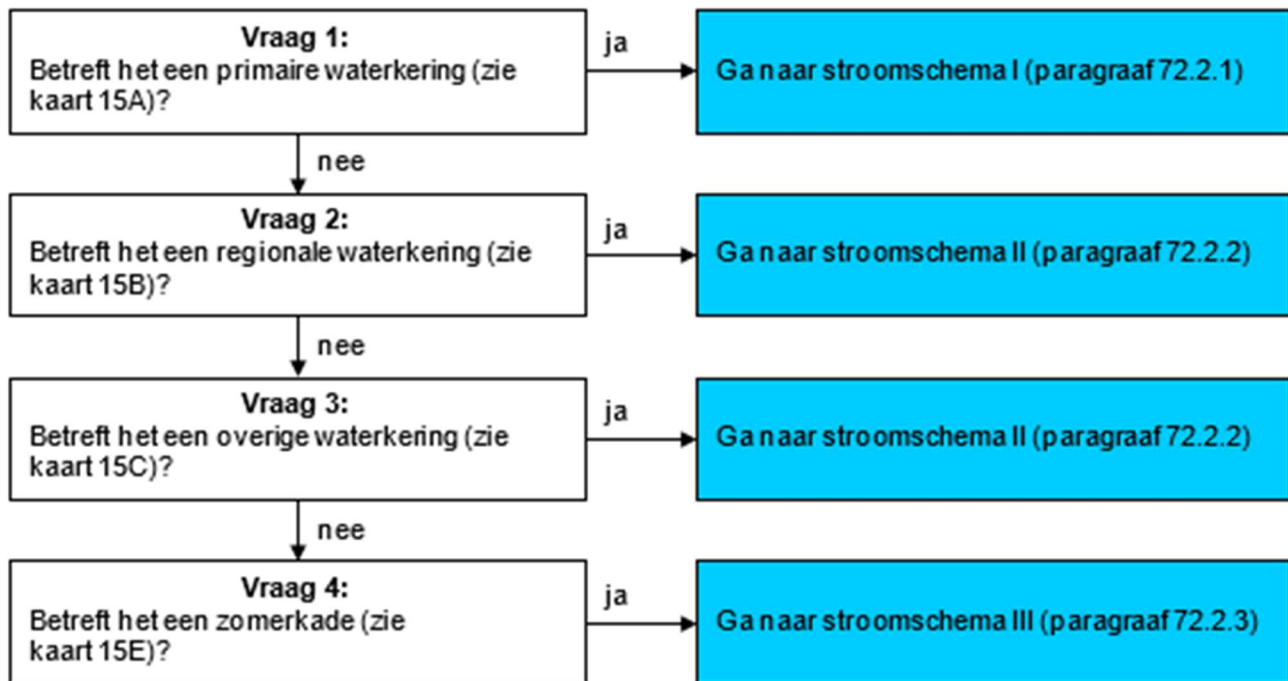 Vraag 1:
Betreft het een primaire waterkering (zie
kaart 15A)?
ja
Ga naar stroomschema I (paragraaf 72.2.1)
nee
Vraag 2:
Betreft het een regionale waterkering (zie
kaart 15B)?
ja
Ga naar stroomschema II (paragraaf 72.2.2)
nee
Vraag 3:
Betreft het een overige waterkering (zie
kaart 15C)?
ja
Ga naar stroomschema II (paragraaf 72.2.2)
nee
Vraag 4:
Betreft het een zomerkade (zie
kaart 15E)?
ja
Ga naar stroomschema III (paragraaf 72.2.3)